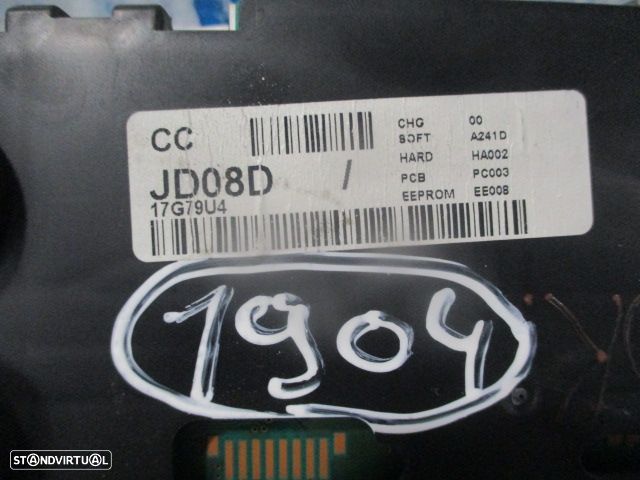 CC
CHG 00
SOFT A241D
HARD HA002
PCB PC003
EEPROM EE008
JD08D /
17G79U4
1904
STANDVIRTUAL